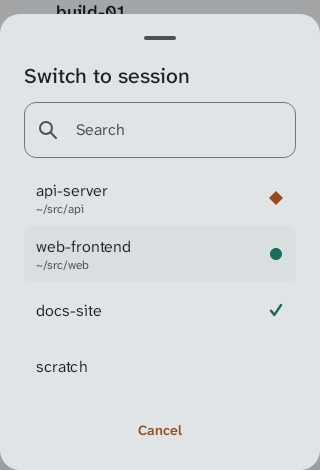 build-01
Switch to session
Search
api-server
~/src/api
web-frontend
~/src/web
docs-site
scratch
Cancel